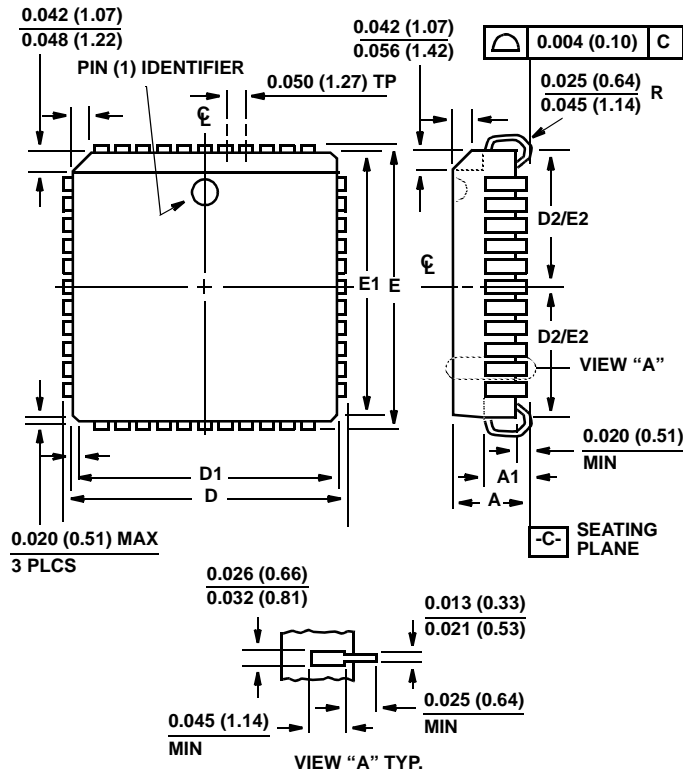 0.042 (1.07)
0.048 (1.22)
PIN (1) IDENTIFIER
0.050 (1.27) TP
C
L
0.042 (1.07)
0.056 (1.42)
0.004 (0.10) C
0.025 (0.64)
0.045 (1.14)
R
D2/E2
C
L
E1
E
D2/E2
VIEW “A”
0.020 (0.51)
MIN
A1
A
D1
D
0.020 (0.51) MAX
3 PLCS
-C-
SEATING
PLANE
0.026 (0.66)
0.032 (0.81)
0.013 (0.33)
0.021 (0.53)
0.045 (1.14)
MIN
0.025 (0.64)
MIN
VIEW “A” TYP.